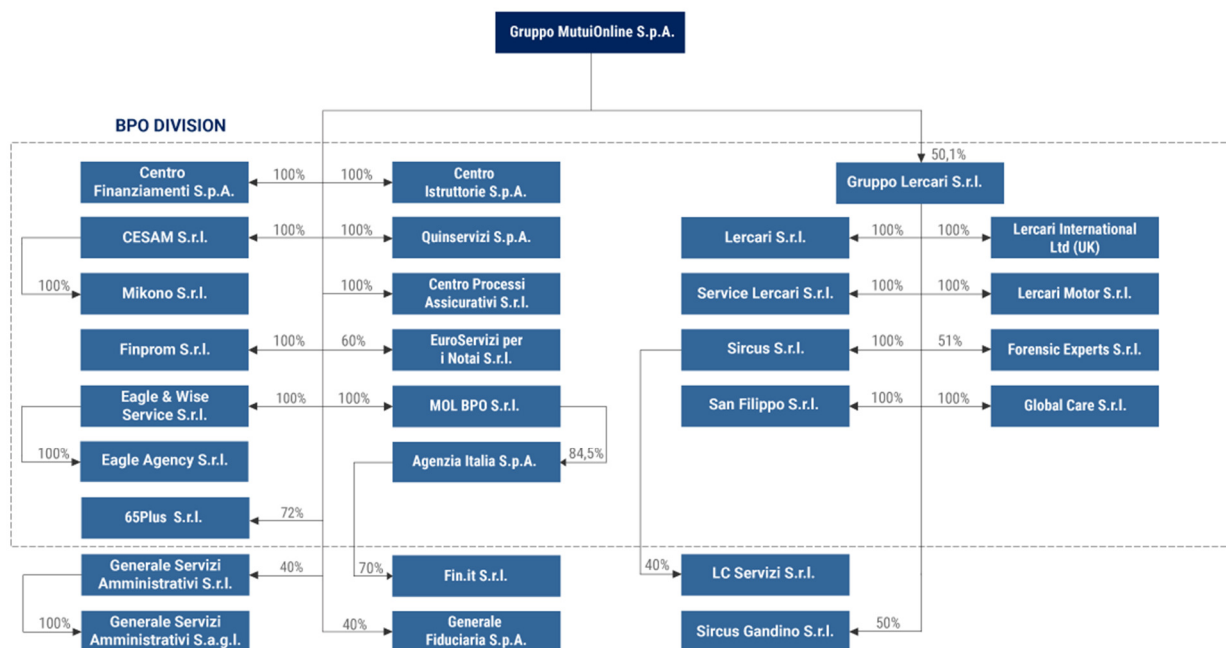 Gruppo MutuiOnline S.p.A.
BPO DIVISION
50,1%
Centro
Finanziamenti S.p.A.
100%
100%
Centro
Istruttorie S.p.A.
Gruppo Lercari S.r.l.
CESAM S.r.l.
100%
100%
Quinservizi S.p.A.
Lercari S.r.l.
100%
100%
Lercari International
Ltd (UK)
100%
Mikono S.r.l.
100%
Centro Processi
Assicurativi S.r.l.
Service Lercari S.r.l.
100%
100%
Lercari Motor S.r.l.
Finprom S.r.l.
100%
60%
EuroServizi per
i Notai S.r.l.
Sircus S.r.l.
100%
51%
Forensic Experts S.r.l.
Eagle & Wise
Service S.r.l.
100%
100%
MOL BPO S.r.l.
San Filippo S.r.l.
100%
100%
Global Care S.r.l.
100%
Eagle Agency S.r.l.
Agenzia Italia S.p.A.
84,5%
65Plus S.r.l.
72%
Generale Servizi
Amministrativi S.r.l.
40%
70%
Fin.it S.r.l.
40%
LC Servizi S.r.l.
100%
Generale Servizi
Amministrativi S.a.g.l.
40%
Generale
Fiduciaria S.p.A.
Sircus Gandino S.r.l.
50%